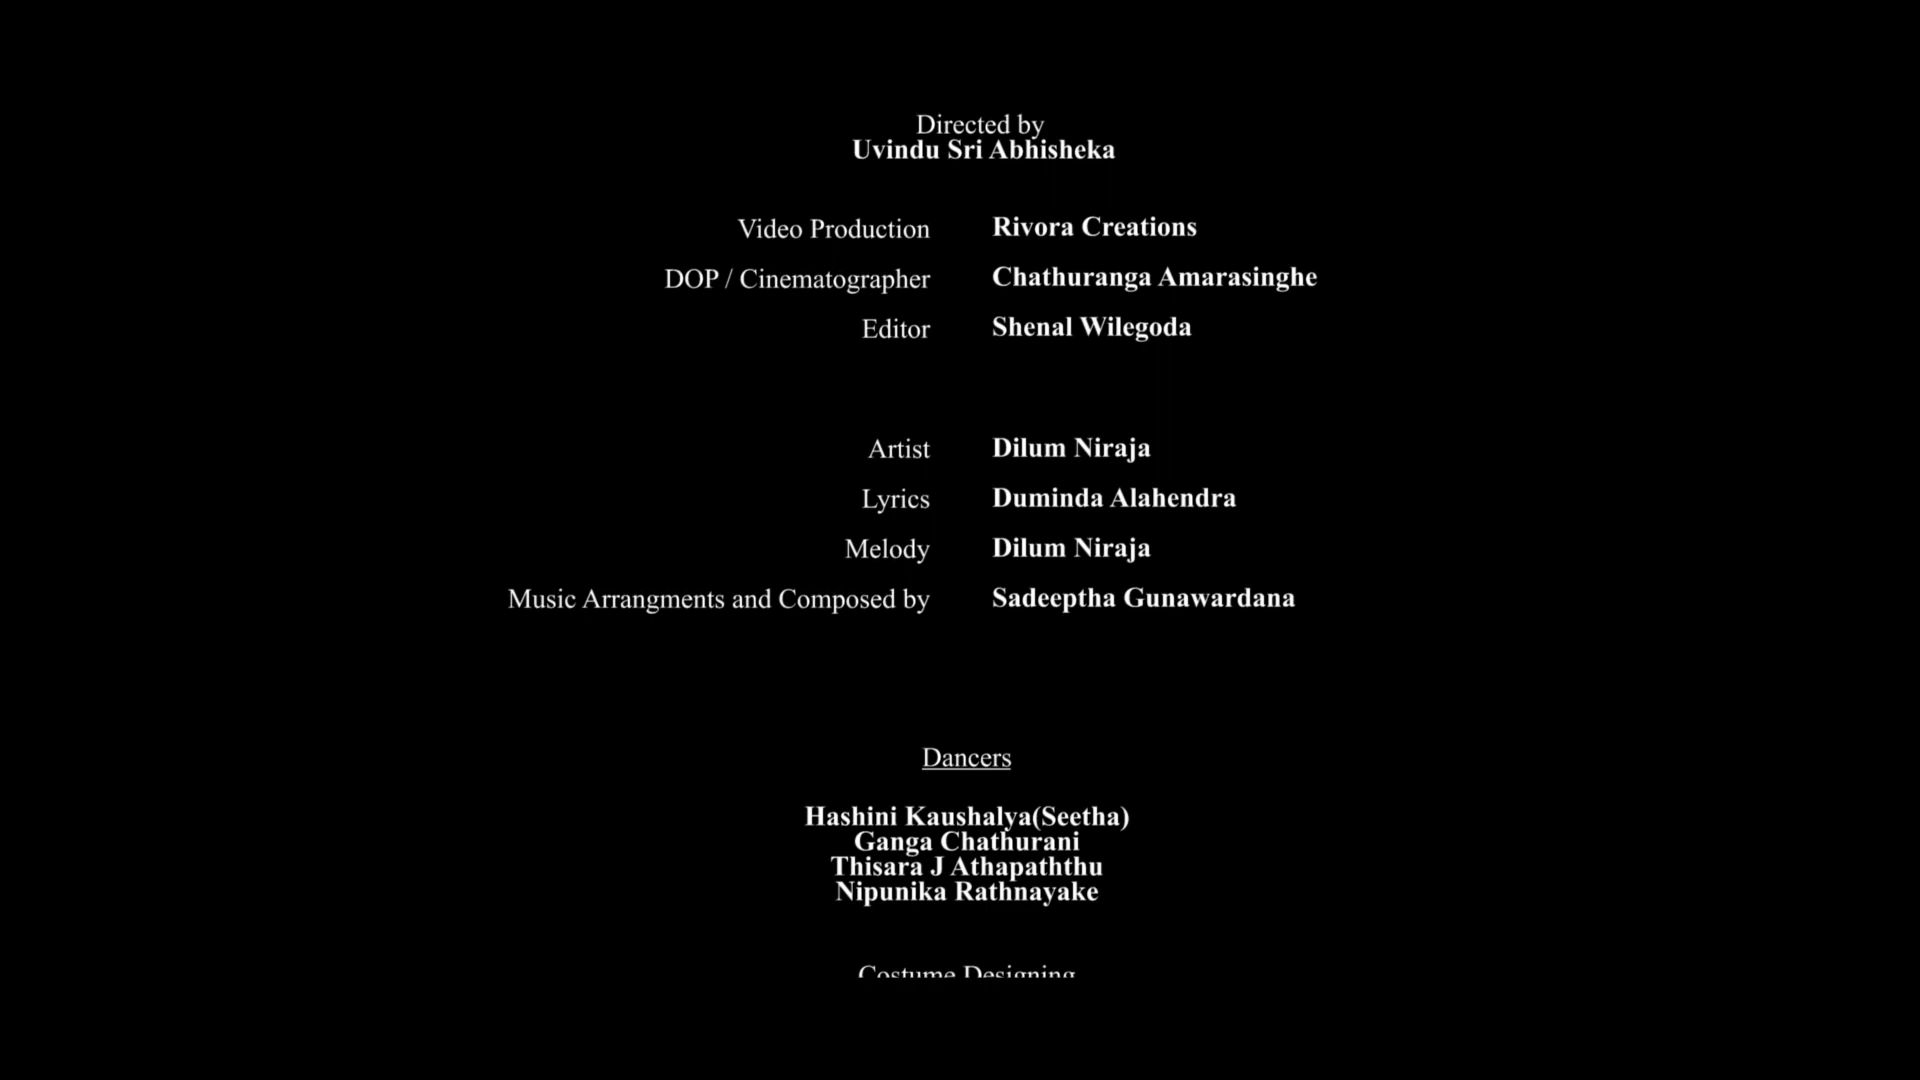 Directed by
Uvindu Sri Abhisheka
Video Production Rivora Creations
DOP / Cinematographer Chathuranga Amarasinghe
Editor Shenal Wilegoda
Artist Dilum Niraja
Lyrics Duminda Alahendra
Melody Dilum Niraja
Music Arrangments and Composed by Sadeeptha Gunawardana
Dancers
Hashini Kaushalya(Seetha)
Ganga Chathurani
Thisara J Athapaththu
Nipunika Rathnayake
Costume Designing